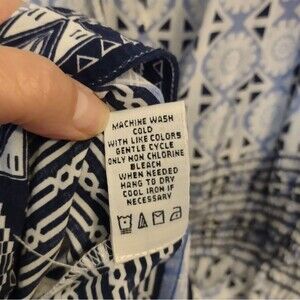 MACHINE WASH
COLD
WITH LIKE COLORS
GENTLE CYCLE
ONLY NON CHLORINE
BLEACH
WHEN NEEDED
HANG TO DRY
COOL IRON IF
NECESSARY